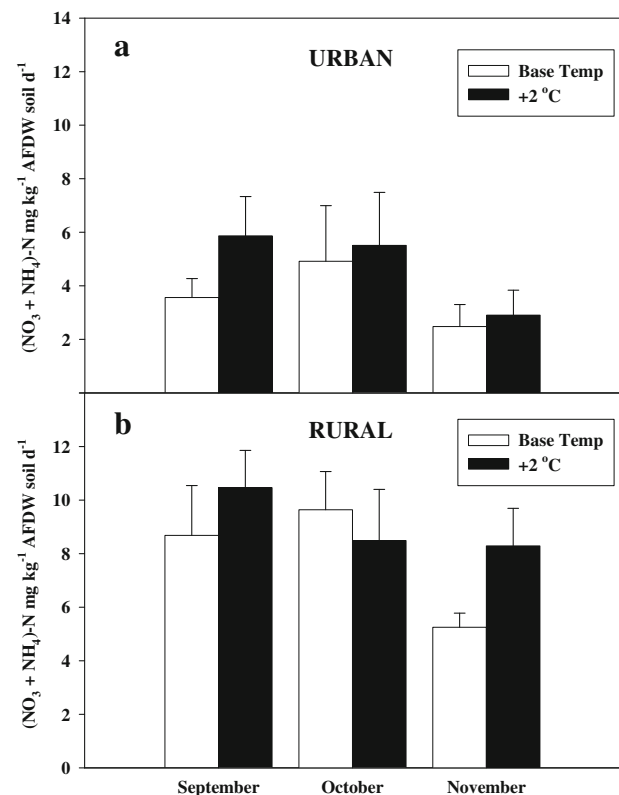 14
12
10
8
6
4
2
(NO3 + NH4)-N mg kg-1 AFDW soil d-1
a
URBAN
Base Temp
+2 °C
12
10
8
6
4
2
0
(NO3 + NH4)-N mg kg-1 AFDW soil d-1
b
RURAL
Base Temp
+2 °C
September October November